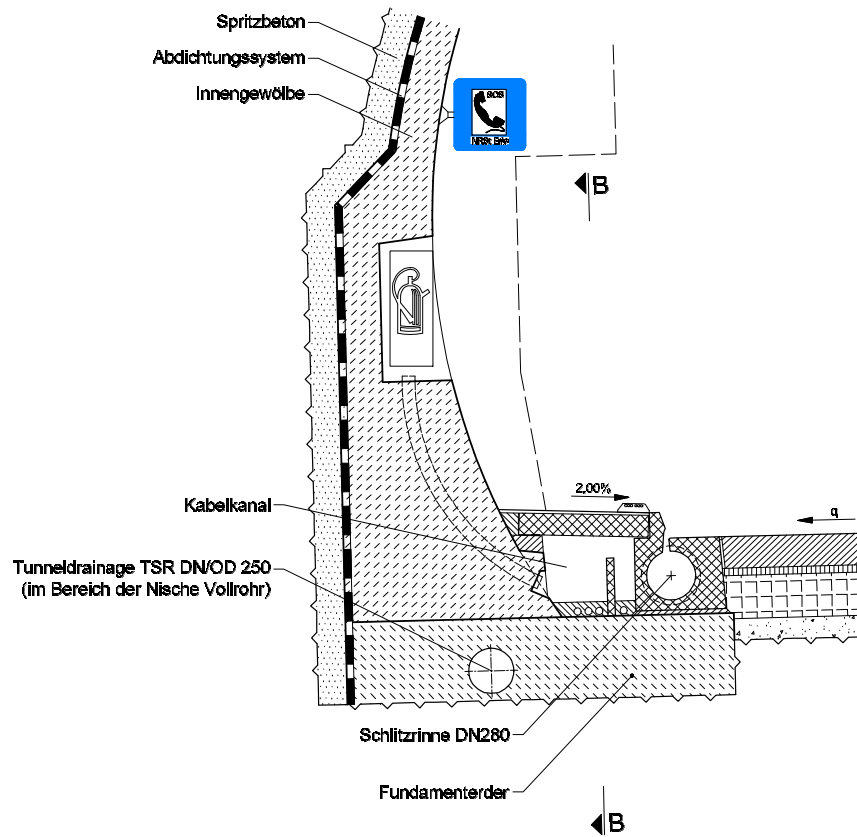 Spritzbeton
Abdichtungssystem
Innengewölbe
SOS
B
Kabelkanal
2,00%
q
Tunneldrainage TSR DN/OD 250
(im Bereich der Nische Vollrohr)
Schlitzrinne DN280
Fundamenterder
B